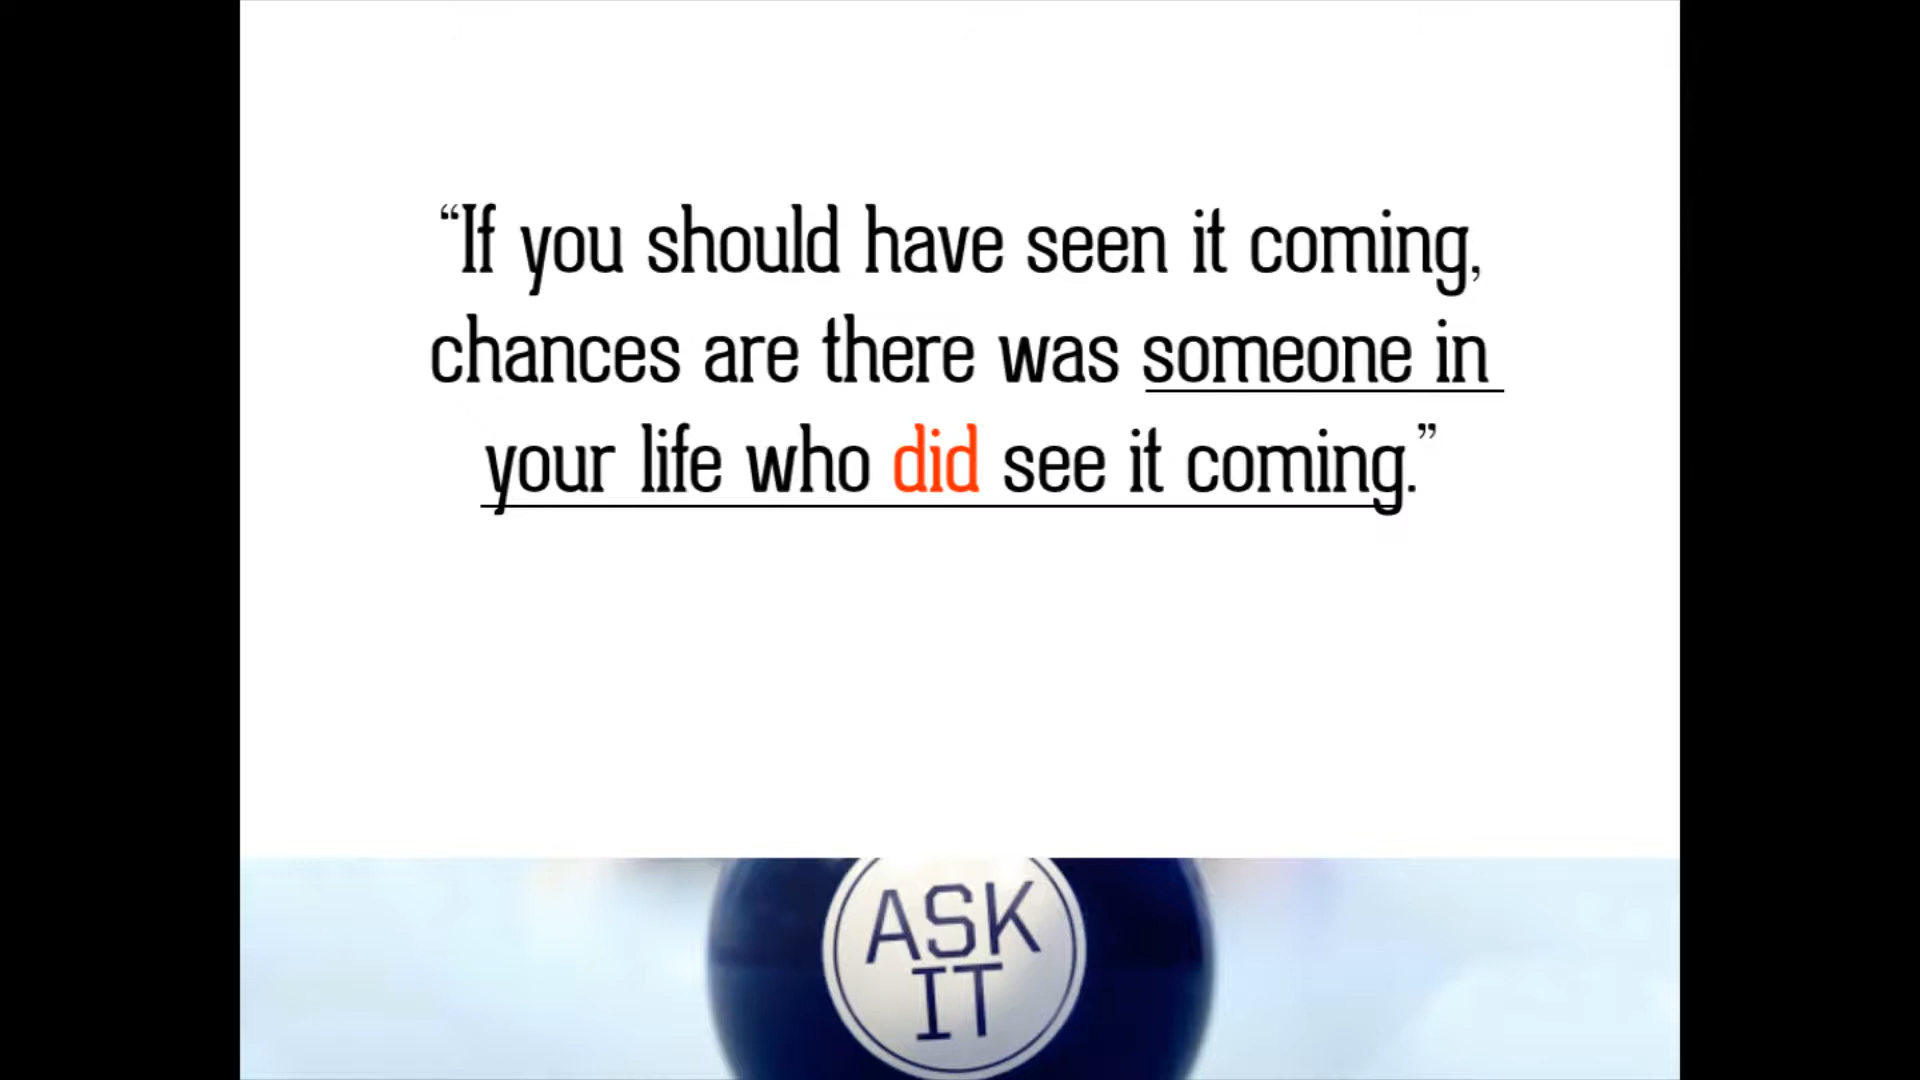 “If you should have seen it coming,
chances are there was someone in
your life who did see it coming.”
ASK
IT